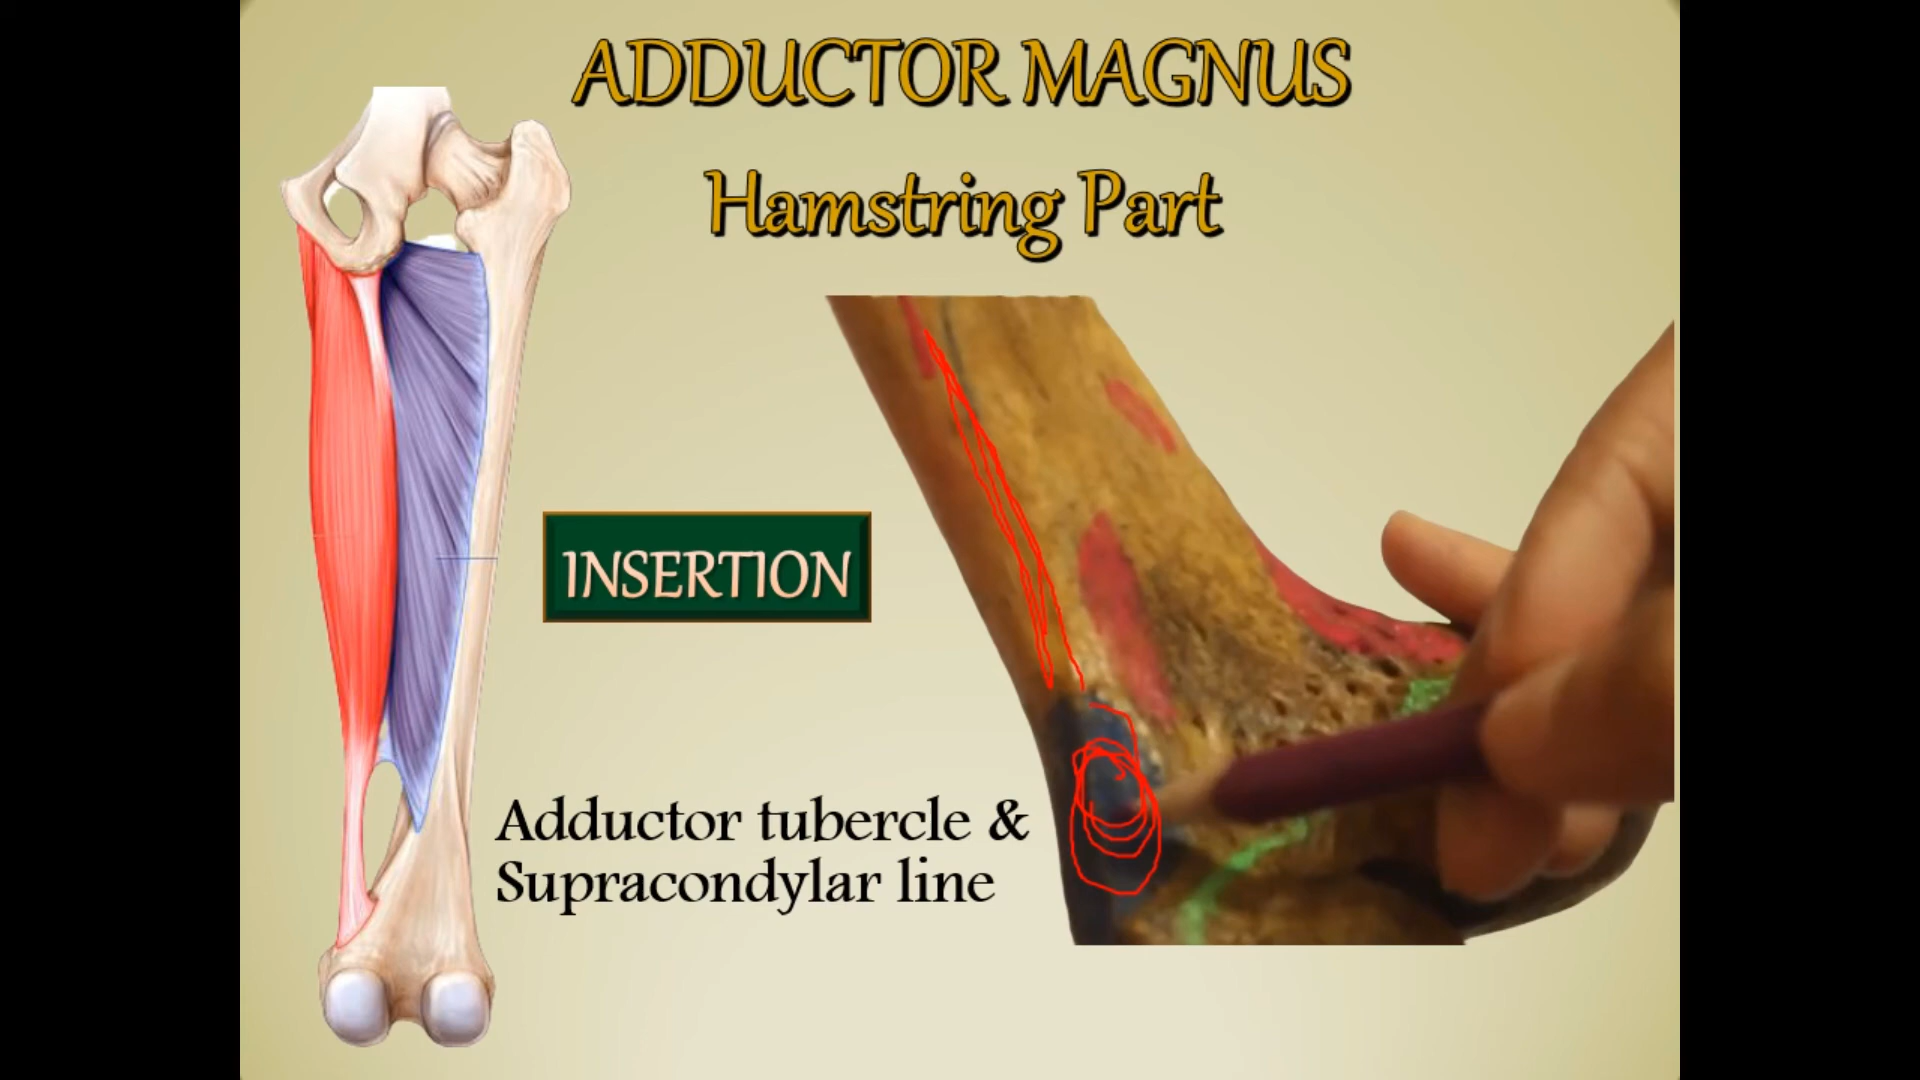 ADDUCTOR MAGNUS
Hamstring Part
INSERTION
Adductor tubercle &
Supracondylar line